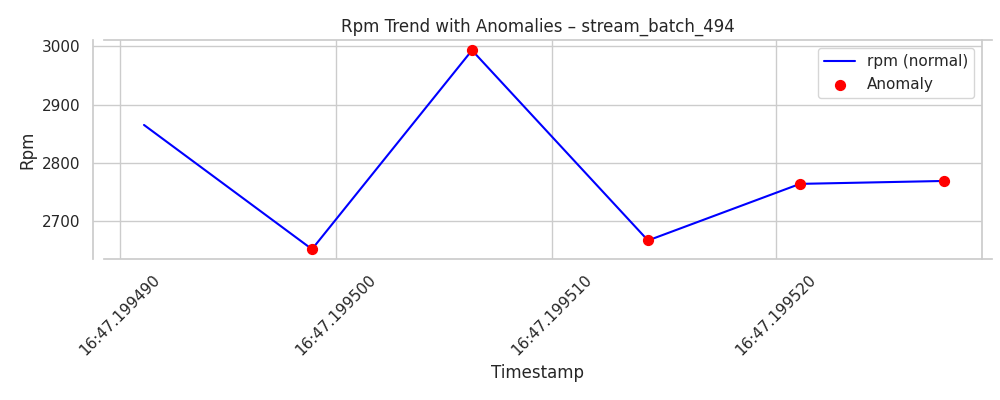 Rpm Trend with Anomalies – stream_batch_494
rpm (normal)
Anomaly
Rpm
3000
2900
2800
2700
16:47.199490
16:47.199500
16:47.199510
16:47.199520
Timestamp